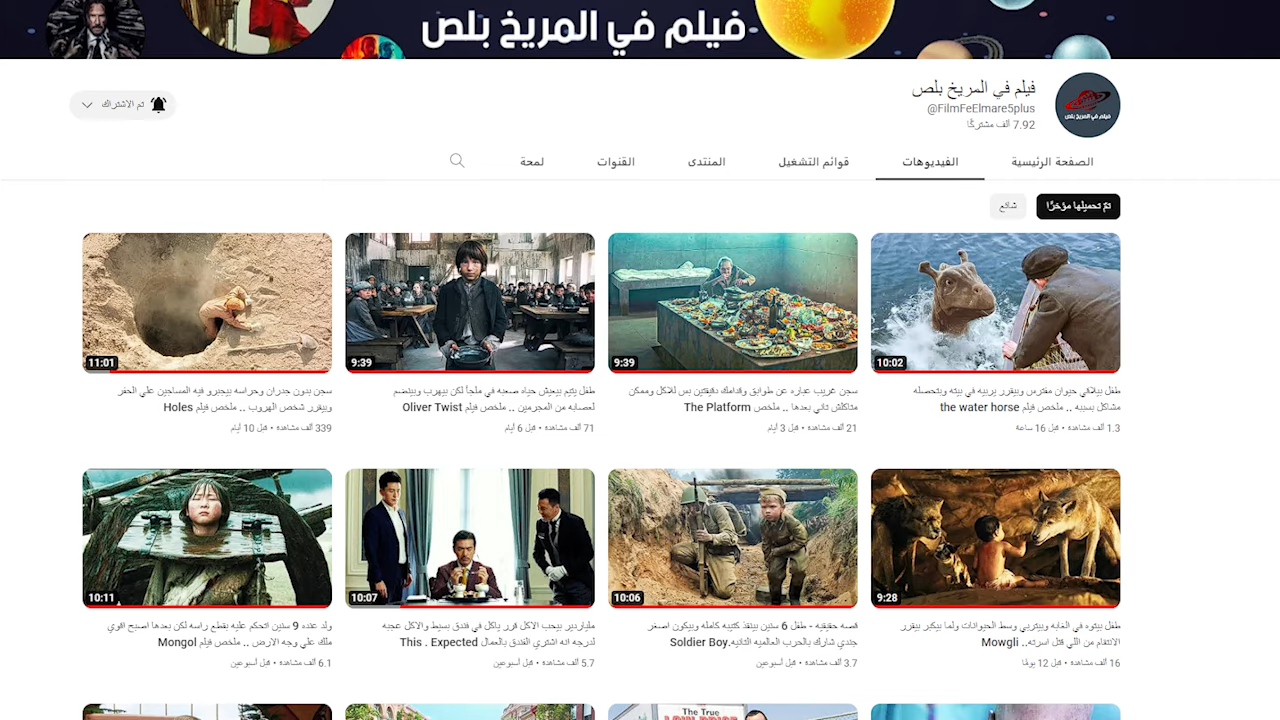 فيلم في المريخ بلص
فيلم في المريخ بلص
@FilmFeElmare5plus
7.92 ألف مشتركًا
تم الاشتراك
فيلم في المريخ بلص
الصفحة الرئيسية
الفيديوهات
قوائم التشغيل
المنتدى
القنوات
لمحة
تمّ تحميلها مؤخرًا
شائع
10:02
9:39
9:39
11:01
طفل بيلاقي حيوان مفترس وبيقرر يربيه في بيته وبتحصله
مشاكل بسببه .. ملخص فيلم the water horse
1.3 ألف مشاهدة • قبل 16 ساعة
سجن غريب عباره عن طوابق وقدامك دقيقتين بس للاكل وممكن
متاكلش تاني بعدها .. ملخص The Platform
21 ألف مشاهدة • قبل 3 أيام
طفل يتيم بيعيش حياه صعبه في ملجأ لكن بيهرب وبينضم
لعصابه من المجرمين .. ملخص فيلم Oliver Twist
71 ألف مشاهدة • قبل 6 أيام
سجن بدون جدران وحراسه بيجبرو فيه المساجين علي الحفر
وبيقرر شخص الهروب .. ملخص فيلم Holes
339 ألف مشاهدة • قبل 10 أيام
9:28
10:06
10:07
10:11
طفل بيتوه في الغابه وبيتربي وسط الحيوانات ولما بيكبر بيقرر
الانتقام من اللي قتل اسرته.. Mowgli
16 ألف مشاهدة • قبل 12 يومًا
قصه حقيقيه - طفل 6 سنين بينقذ كتيبه كامله وبيكون اصغر
جندي شارك بالحرب العالميه الثانيه.Soldier Boy
3.7 ألف مشاهدة • قبل أسبوعين
ملياردير بيحب الاكل قرر ياكل في فندق بسيط والاكل عجبه
لدرجه انه اشتري الفندق بالعمال This . Expected
5.7 ألف مشاهدة • قبل أسبوعين
ولد عنده 9 سنين اتحكم عليه بقطع راسه لكن بعدها اصبح اقوي
ملك علي وجه الارض .. ملخص فيلم Mongol
6.1 ألف مشاهدة • قبل أسبوعين
The True